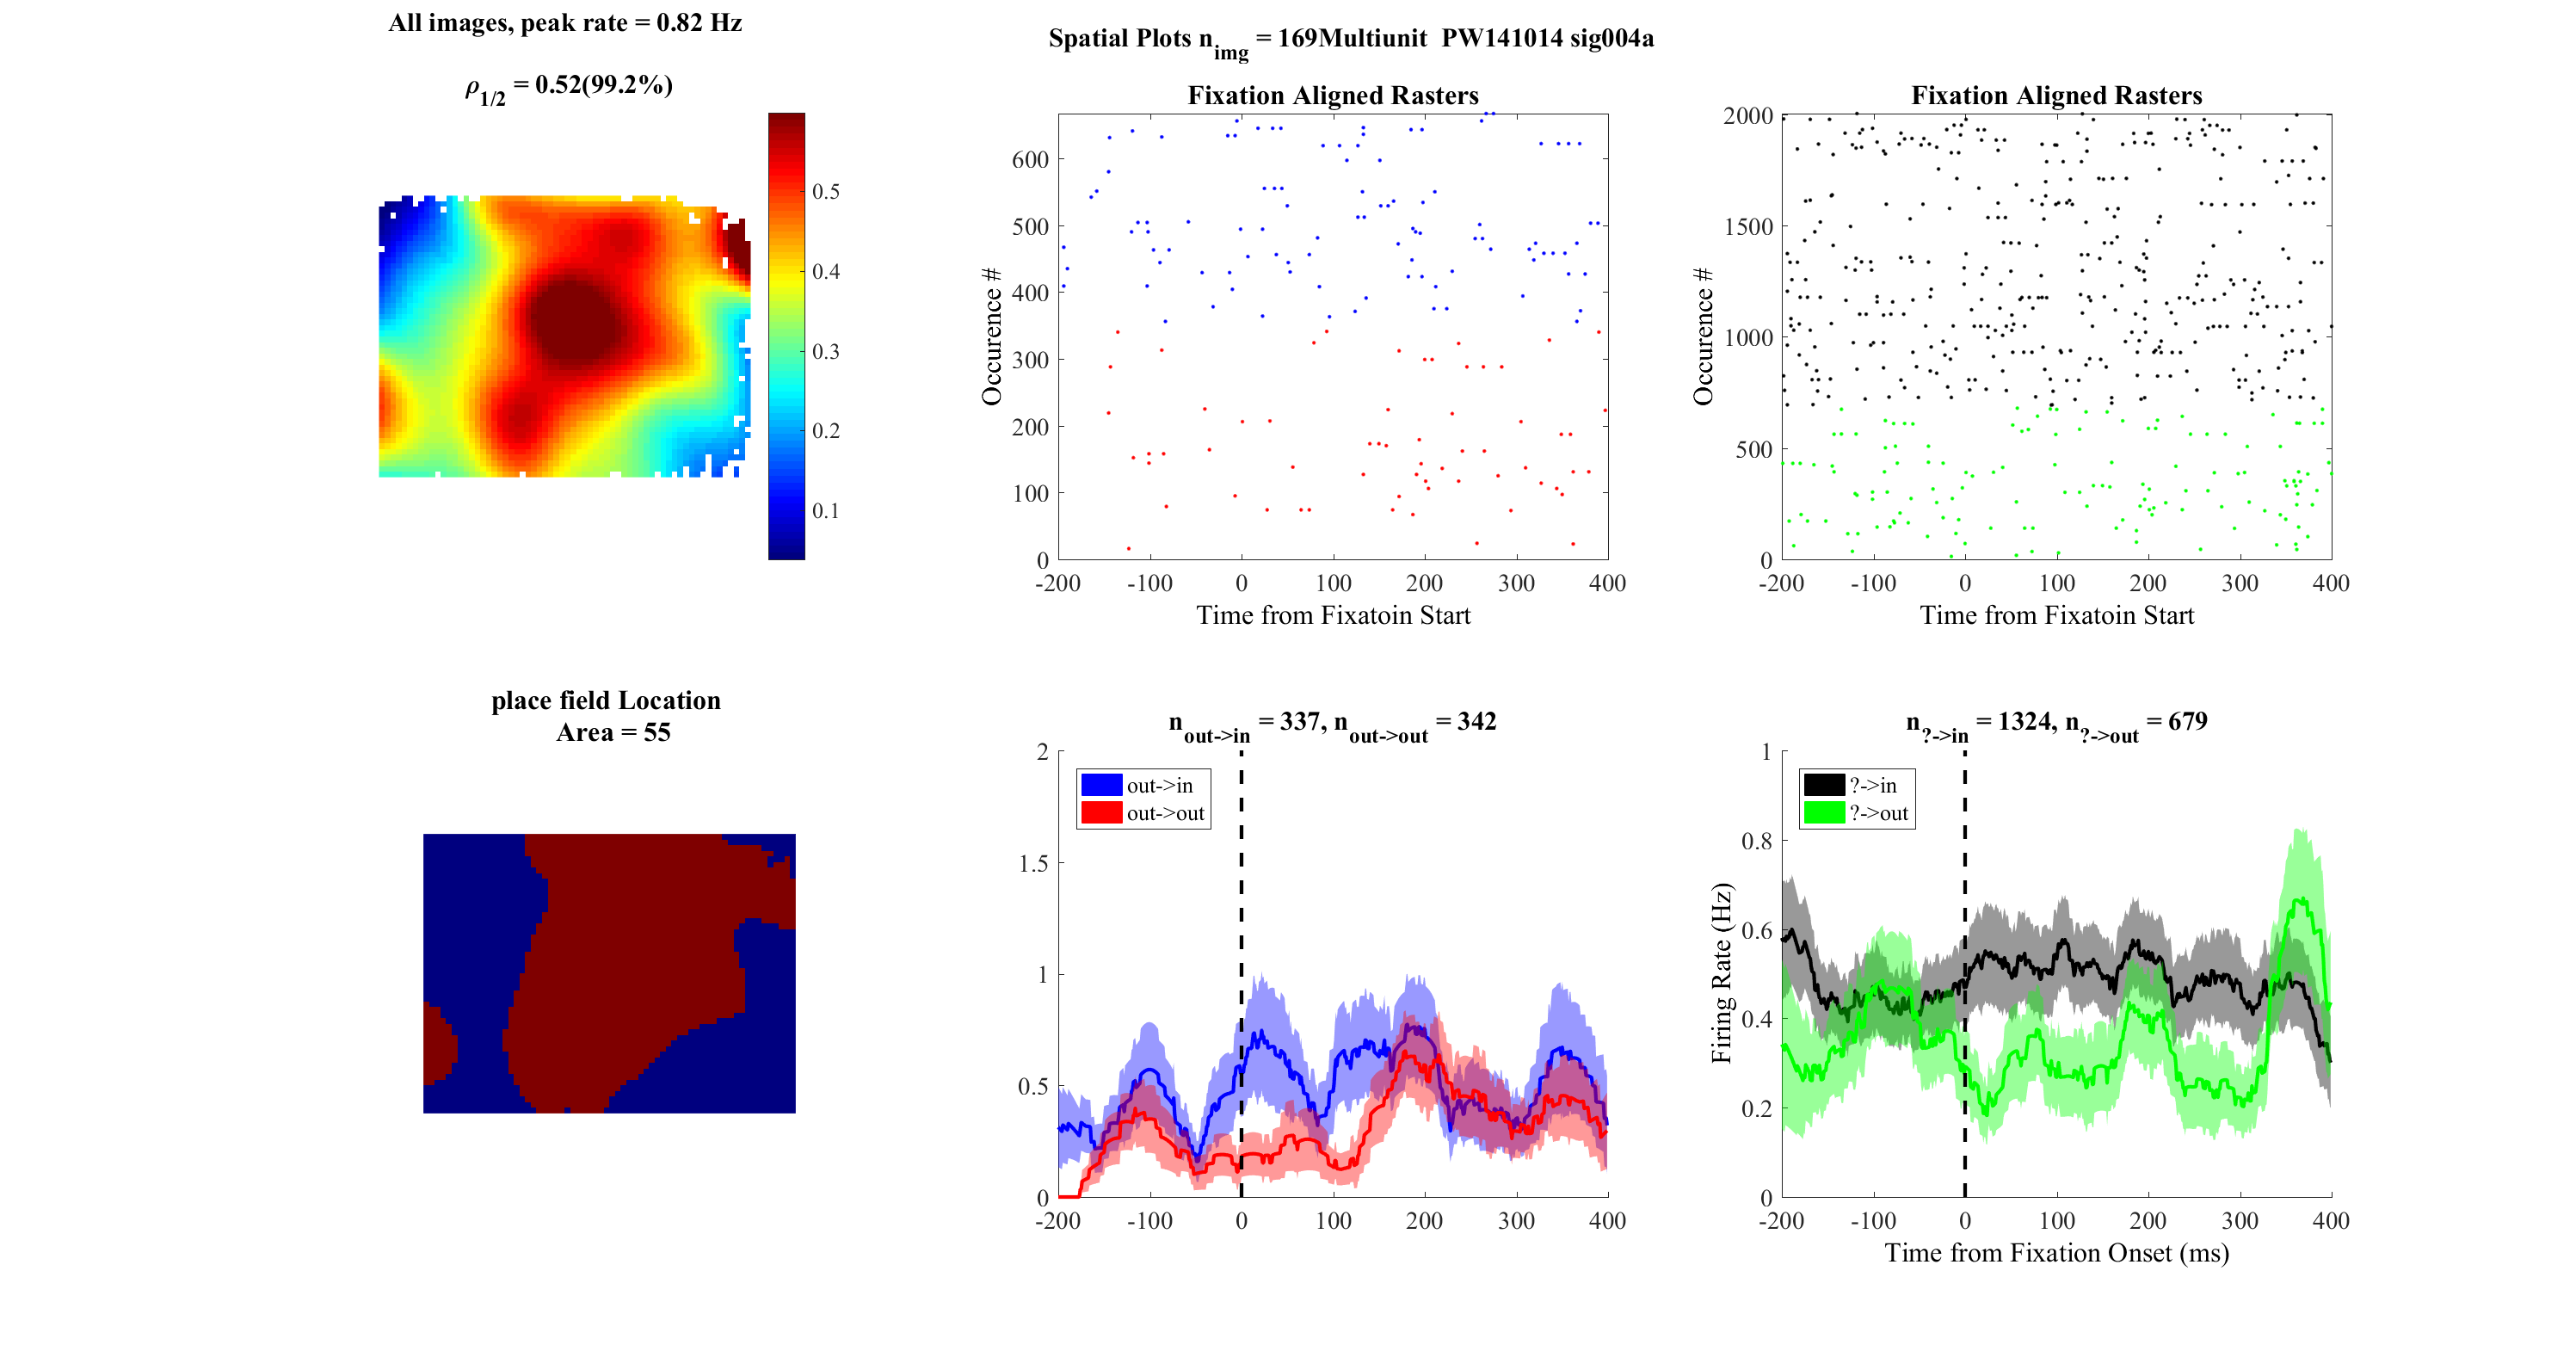 All images, peak rate = 0.82 Hz
ρ1/2 = 0.52(99.2%)
0.5
0.4
0.3
0.2
0.1
Spatial Plots nimg = 169Multiunit PW141014 sig004a
Fixation Aligned Rasters
Occurence #
600
500
400
300
200
100
0
-200 -100 0 100 200 300 400
Time from Fixatoin Start
Fixation Aligned Rasters
Occurence #
2000
1500
1000
500
0
-200 -100 0 100 200 300 400
Time from Fixatoin Start
place field Location
Area = 55
nout->in = 337, nout->out = 342
2
1.5
1
0.5
0
out->in
out->out
-200 -100 0 100 200 300 400
n?->in = 1324, n?->out = 679
Firing Rate (Hz)
1
0.8
0.6
0.4
0.2
0
?->in
?->out
-200 -100 0 100 200 300 400
Time from Fixation Onset (ms)